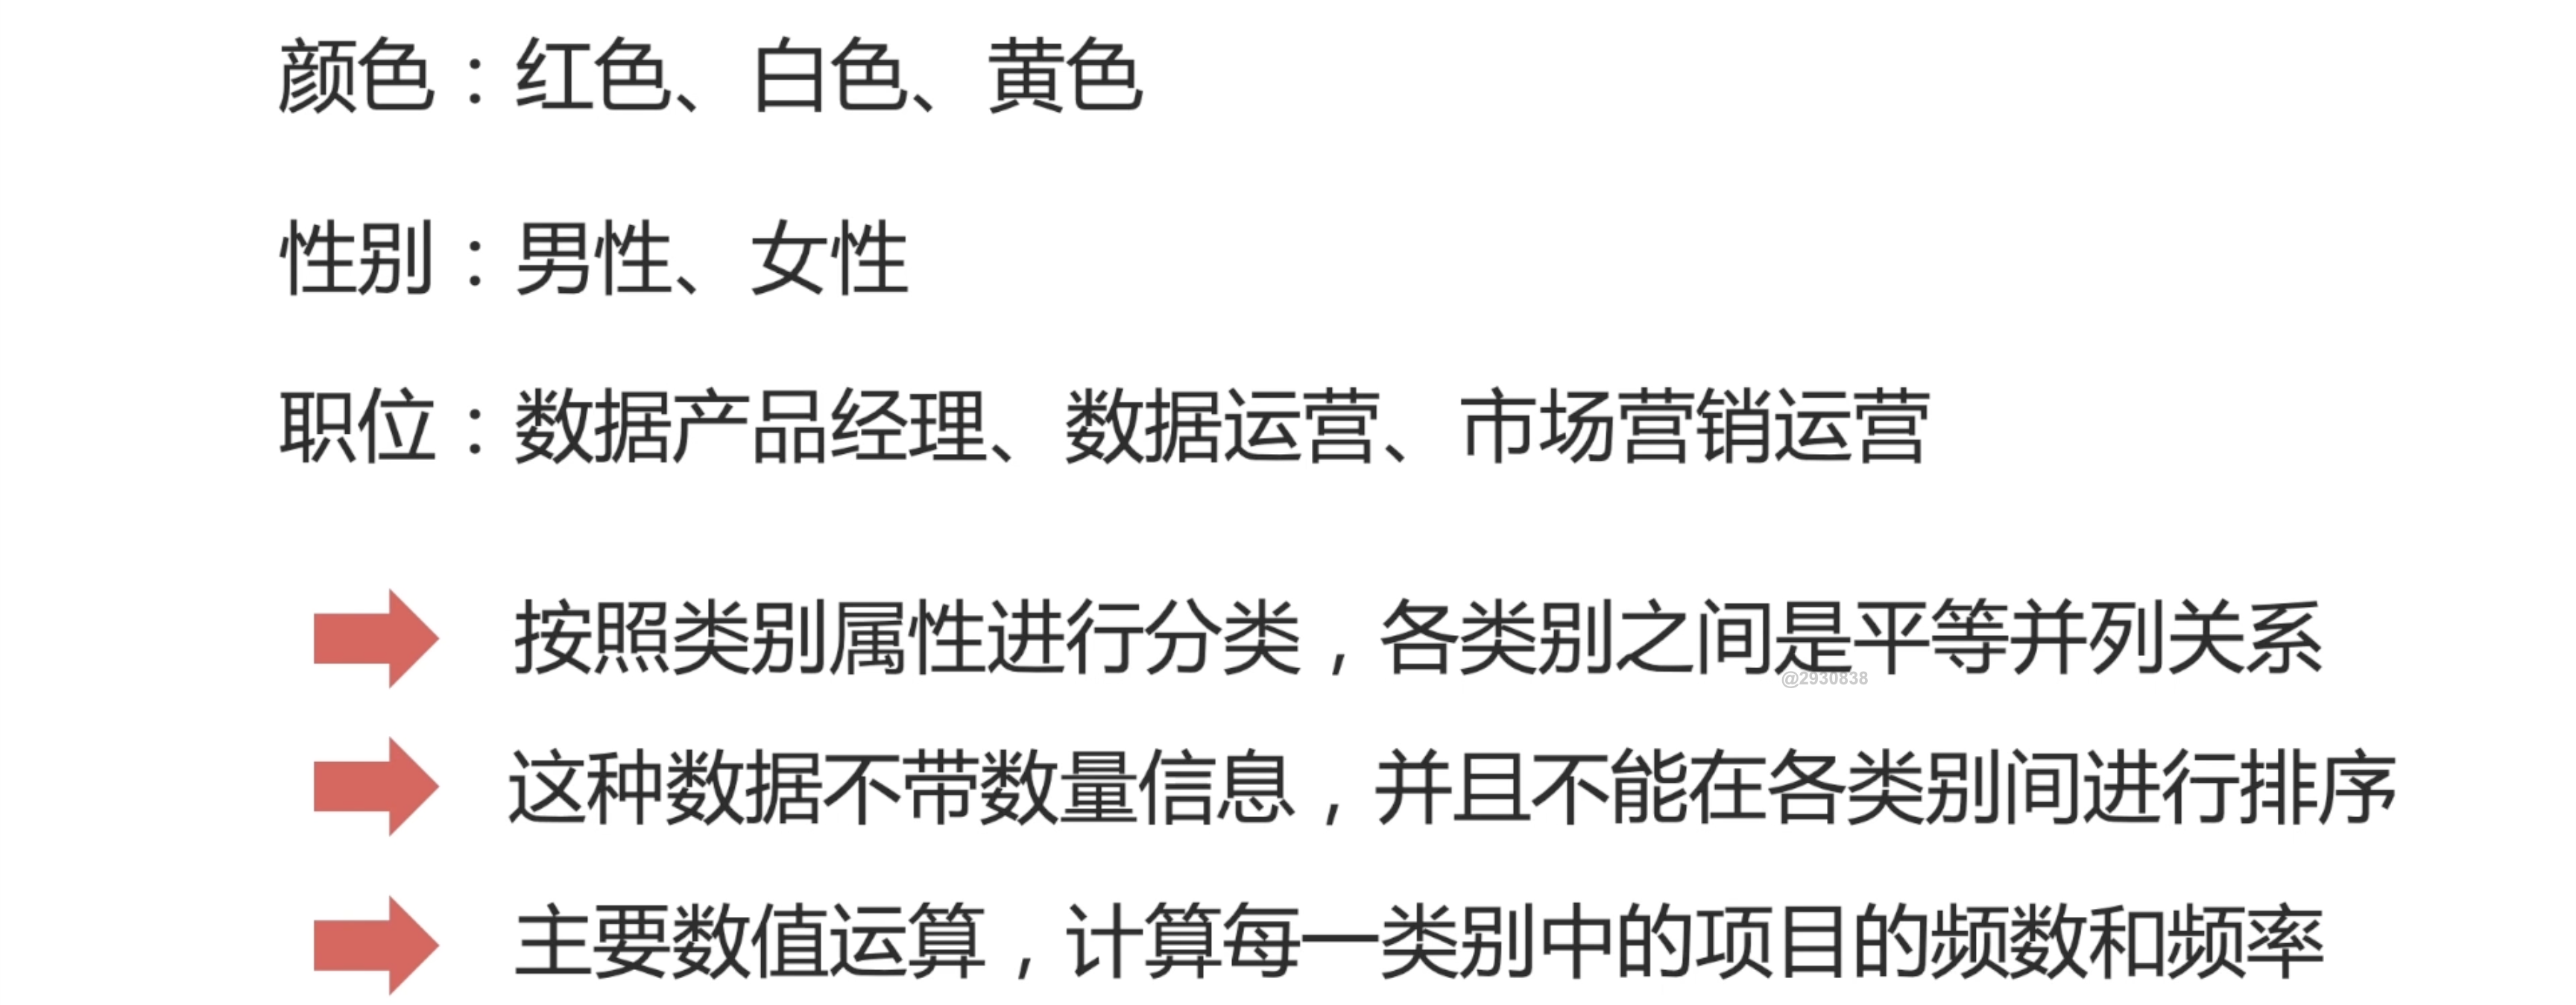 颜色：红色、白色、黄色
性别：男性、女性
职位：数据产品经理、数据运营、市场营销运营
按照类别属性进行分类，各类别之间是平等并列关系
@2930838
这种数据不带数量信息，并且不能在各类别间进行排序
主要数值运算，计算每一类别中的项目的频数和频率